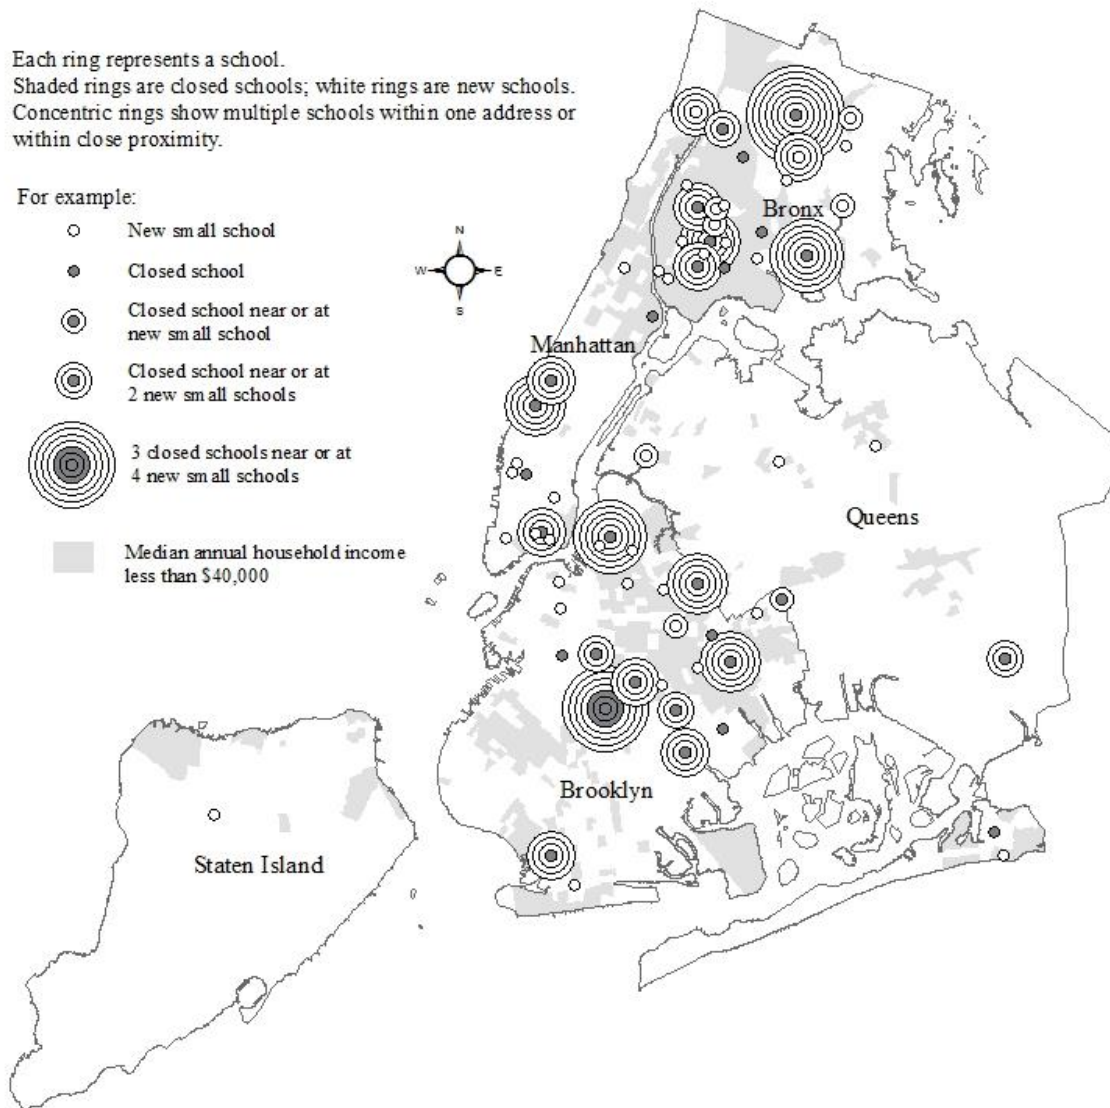 Each ring represents a school.
Shaded rings are closed schools; white rings are new schools.
Concentric rings show multiple schools within one address or
within close proximity.
For example:
New small school
Closed school
Closed school near or at
new small school
Closed school near or at
2 new small schools
3 closed schools near or at
4 new small schools
Median annual household income
less than $40,000
N
W
E
S
Bronx
Manhattan
Queens
Brooklyn
Staten Island